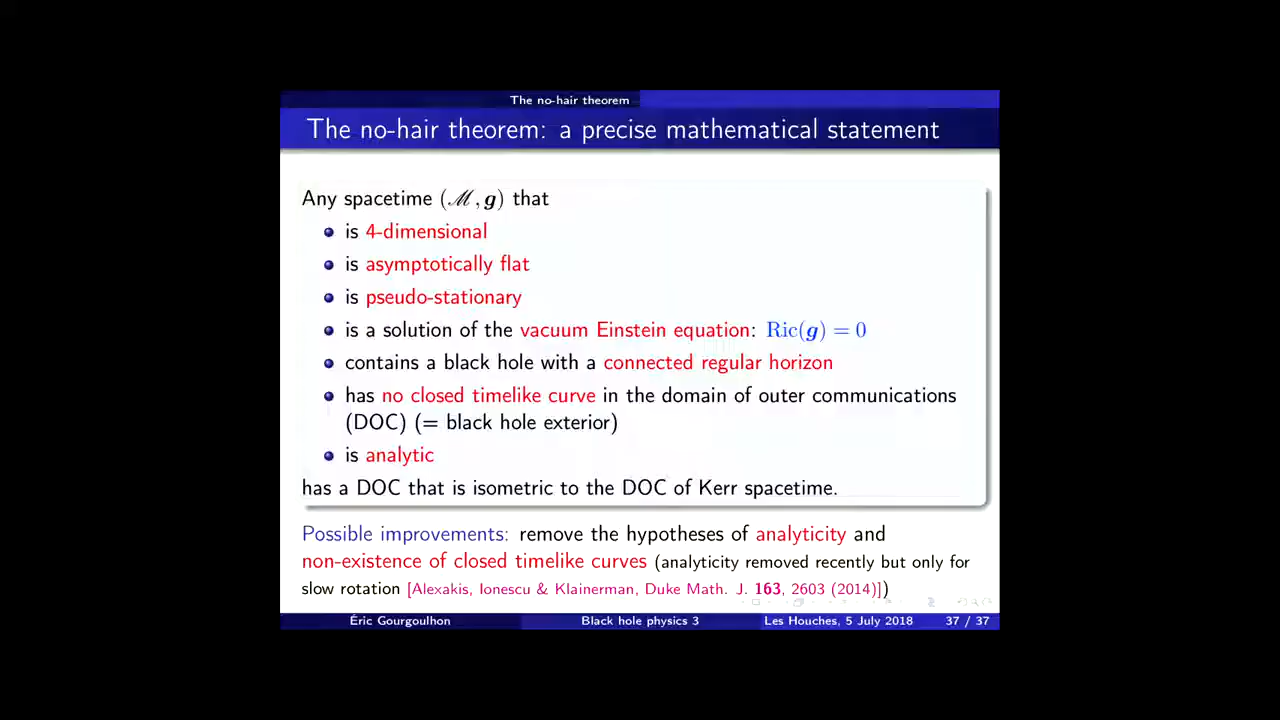 The no-hair theorem
The no-hair theorem: a precise mathematical statement
Any spacetime (ℳ, g) that
is 4-dimensional
is asymptotically flat
is pseudo-stationary
is a solution of the vacuum Einstein equation: Ric(g) = 0
contains a black hole with a connected regular horizon
has no closed timelike curve in the domain of outer communications
(DOC) (= black hole exterior)
is analytic
has a DOC that is isometric to the DOC of Kerr spacetime.
Possible improvements: remove the hypotheses of analyticity and
non-existence of closed timelike curves (analyticity removed recently but only for
slow rotation [Alexakis, Ionescu & Klainerman, Duke Math. J. 163, 2603 (2014)])
Éric Gourgoulhon Black hole physics 3 Les Houches, 5 July 2018 37 / 37